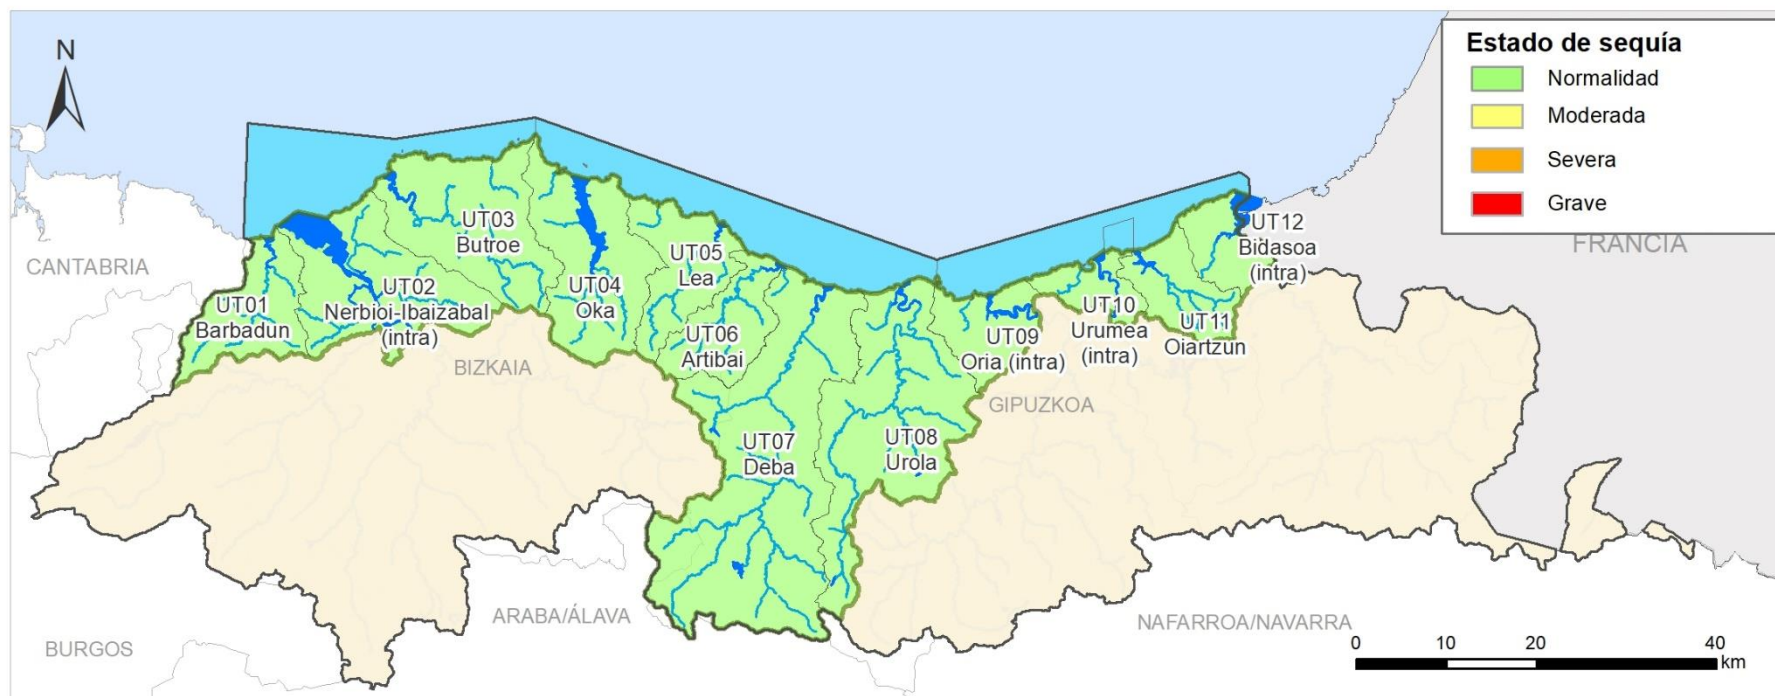 N
Estado de sequía
Normalidad
Moderada
Severa
Grave
FRANCIA
CANTABRIA
UT01
Barbadun
UT02
Nerbioi-Ibaizabal
(intra)
UT03
Butroe
UT04
Oka
UT05
Lea
UT06
Artibai
UT07
Deba
UT08
Urola
UT09
Oria (intra)
UT10
Urumea
(intra)
UT11
Oiartzun
UT12
Bidasoa
(intra)
BIZKAIA
GIPUZKOA
ARABA/ÁLAVA
NAFARROA/NAVARRA
BURGOS
0 10 20 40
km